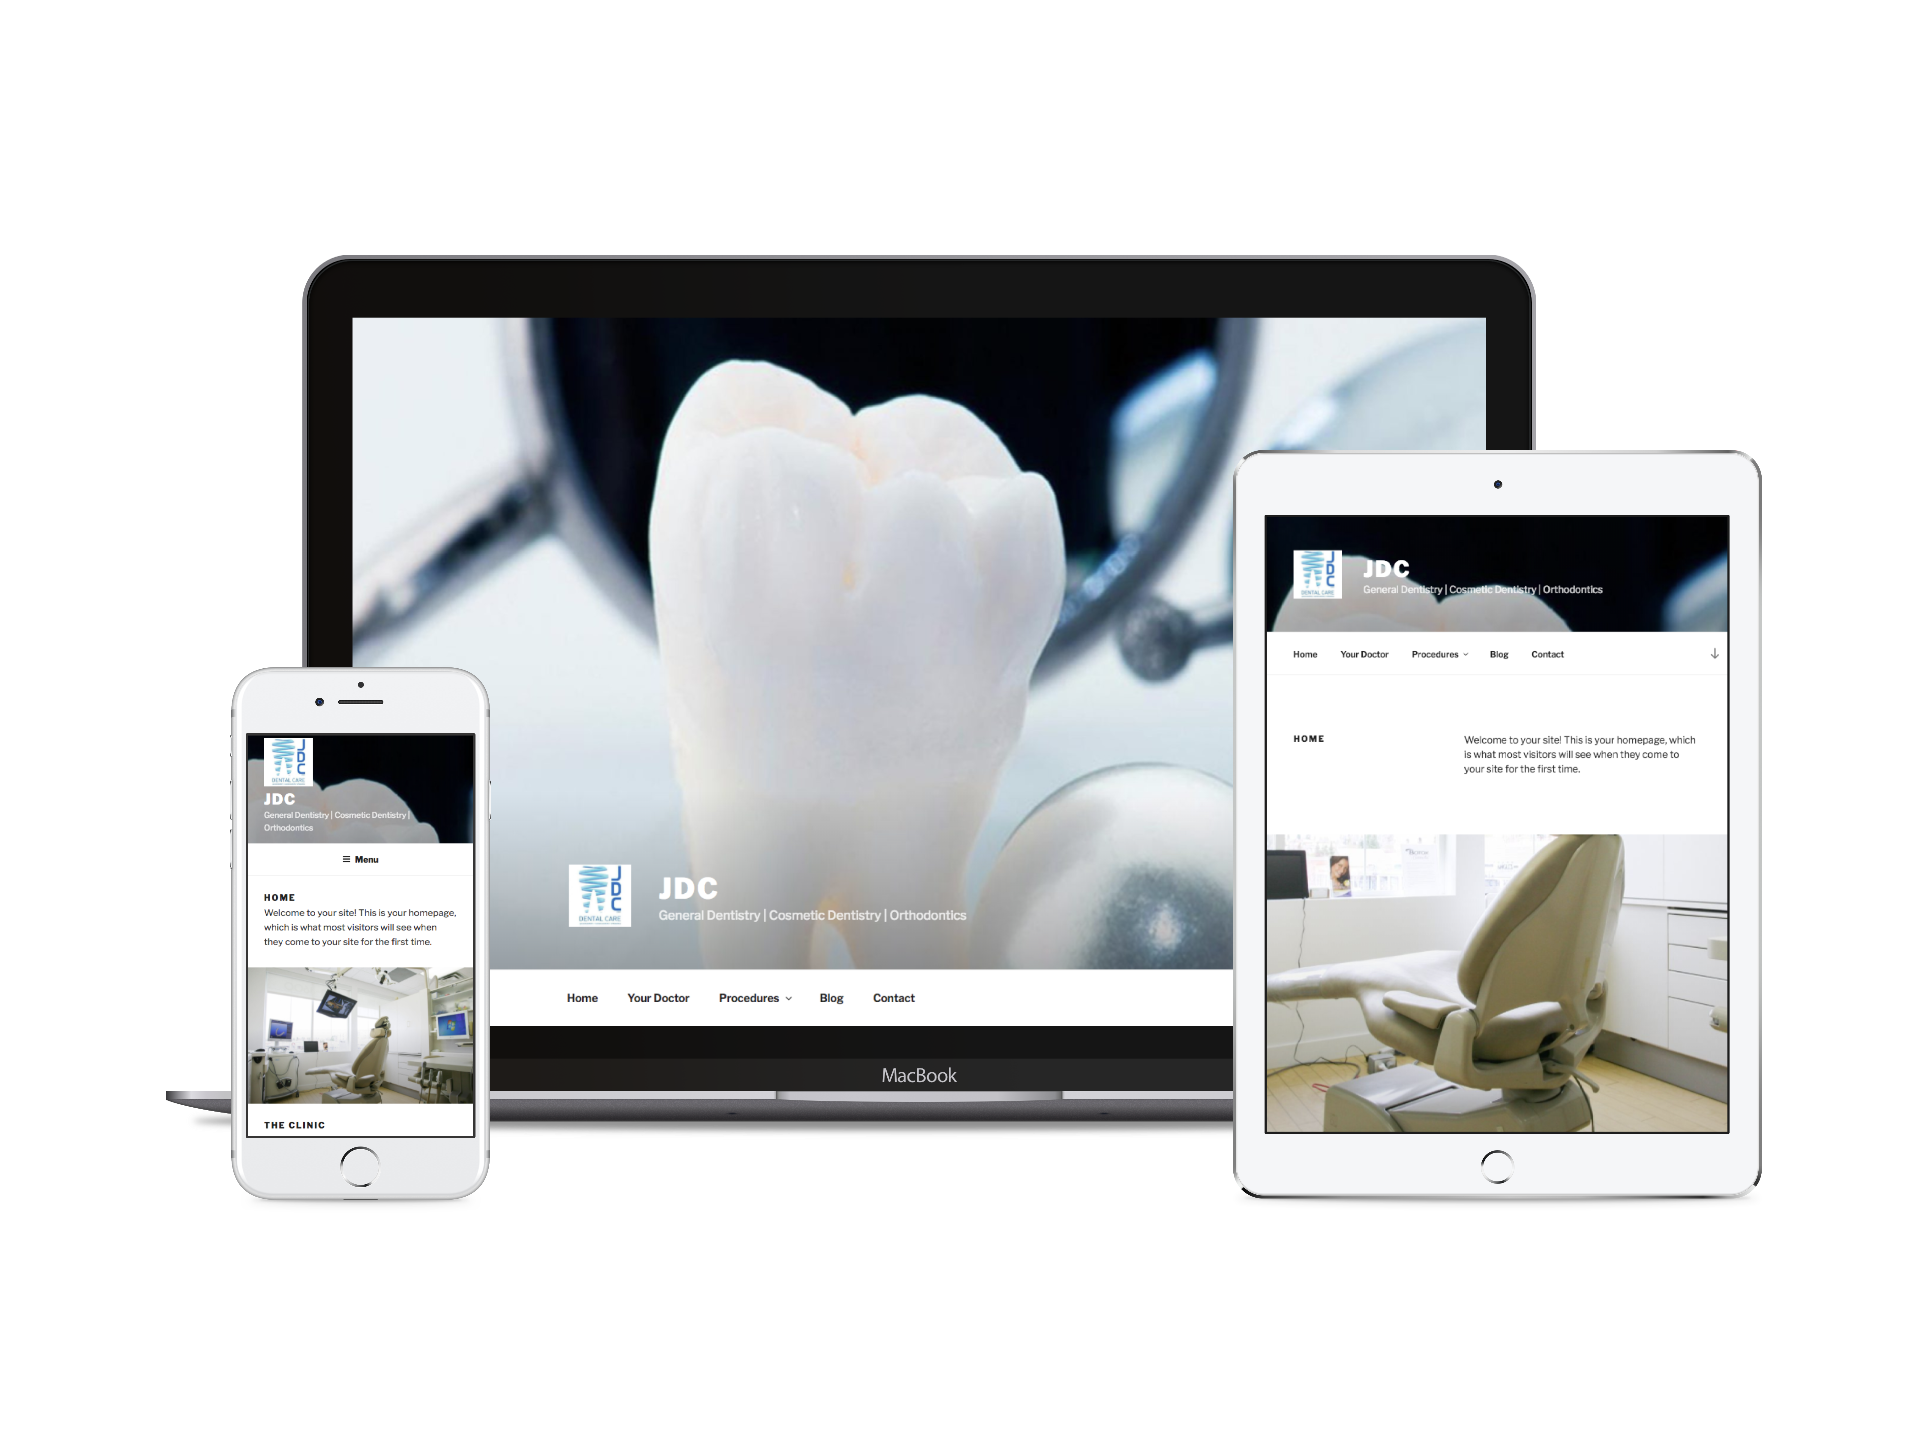 JDC
DENTAL CARE
JDC
General Dentistry | Cosmetic Dentistry | Orthodontics
Home Your Doctor Procedures Blog Contact
MacBook
JDC
DENTAL CARE
JDC
General Dentistry | Cosmetic Dentistry |
Orthodontics
Menu
HOME
Welcome to your site! This is your homepage,
which is what most visitors will see when
they come to your site for the first time.
THE CLINIC
JDC
DENTAL CARE
JDC
General Dentistry | Cosmetic Dentistry | Orthodontics
Home Your Doctor Procedures Blog Contact
HOME
Welcome to your site! This is your homepage, which
is what most visitors will see when they come to
your site for the first time.